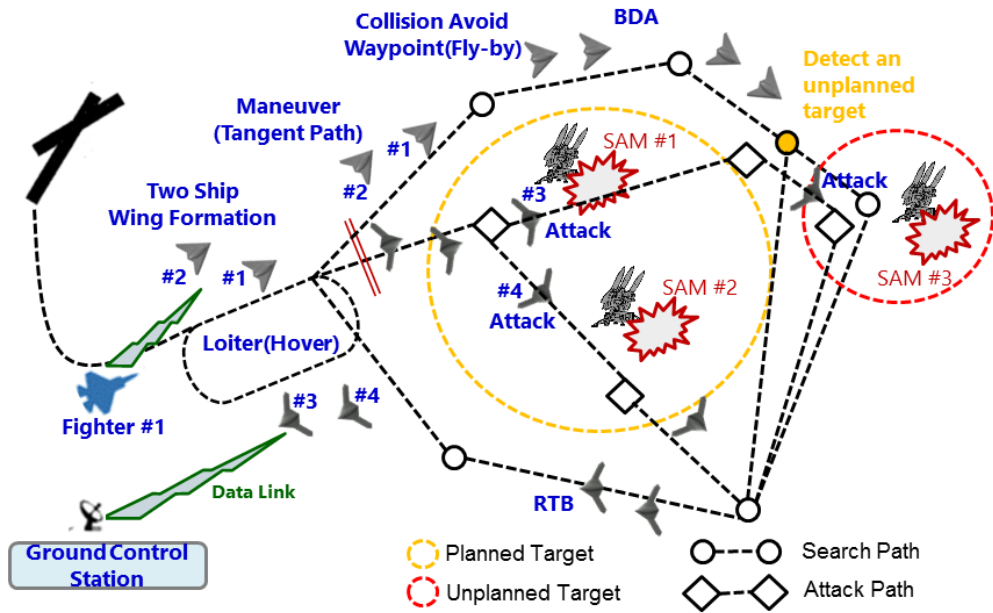 Collision Avoid
Waypoint(Fly-by)
BDA
Detect an
unplanned
target
Maneuver
(Tangent Path)
#1
#2
SAM #1
Two Ship
Wing Formation
#3
Attack
Attack
#2
#1
#4
Attack
SAM #2
SAM #3
Loiter(Hover)
#3
#4
Fighter #1
Data Link
RTB
Ground Control
Station
Planned Target
Unplanned Target
Search Path
Attack Path